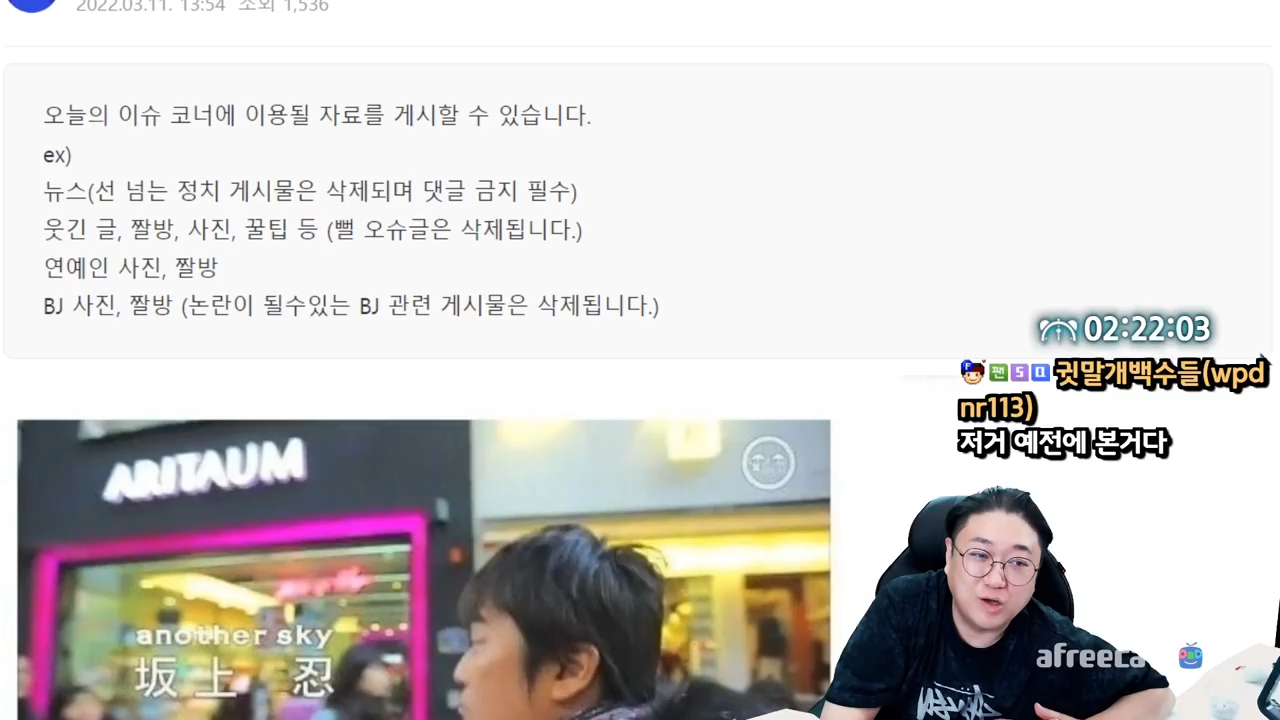 2022.03.11. 13:54 조회 1,536
오늘의 이슈 코너에 이용될 자료를 게시할 수 있습니다.
ex)
뉴스(선 넘는 정치 게시물은 삭제되며 댓글 금지 필수)
웃긴 글, 짤방, 사진, 꿀팁 등 (뻘 오슈글은 삭제됩니다.)
연예인 사진, 짤방
BJ 사진, 짤방 (논란이 될수있는 BJ 관련 게시물은 삭제됩니다.)
02:22:03
팬 5 귓말개백수들(wpd
nr113)
저거 예전에 본거다
ARITAUM
another sky
坂上 忍
afreeca